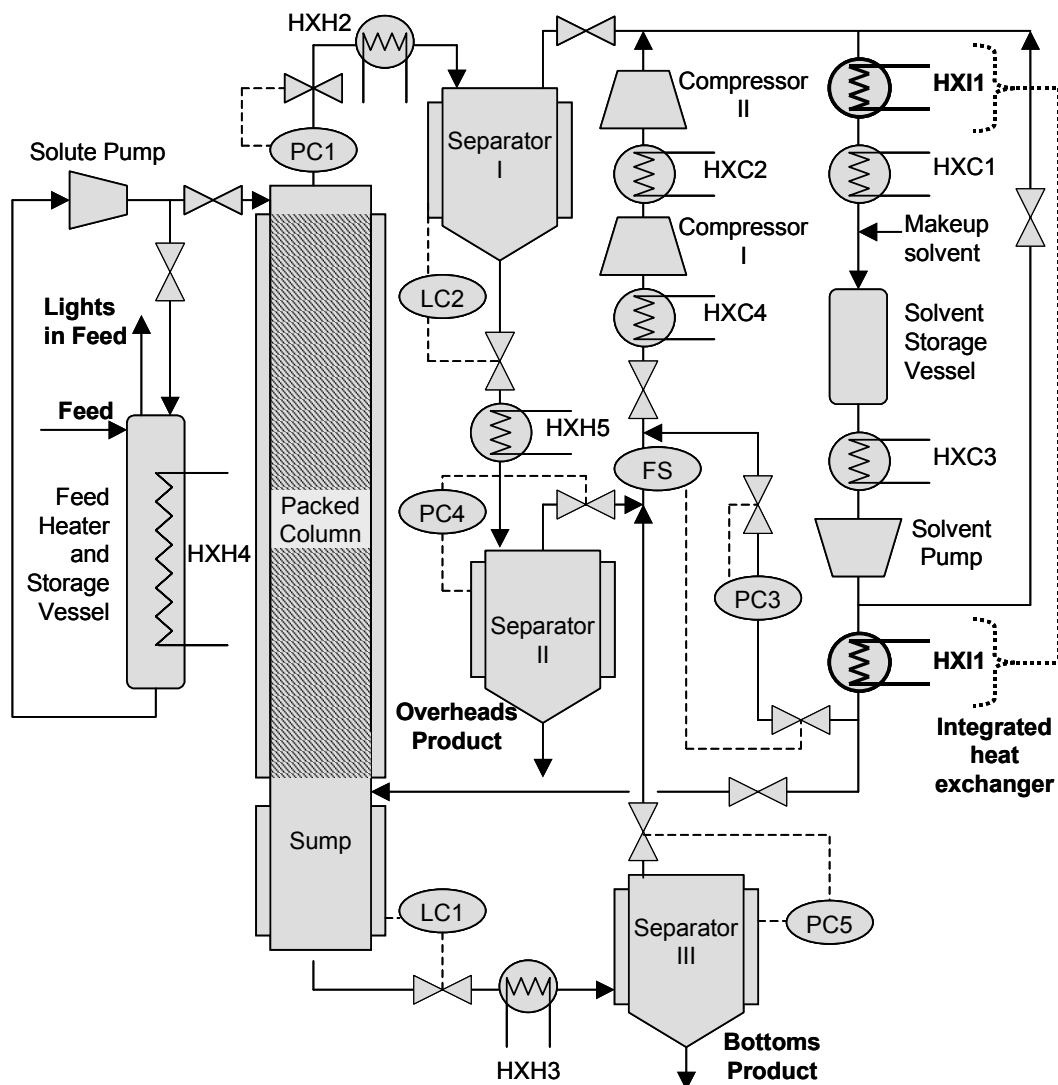 HXH2
Solute Pump
PC1
Separator
I
Compressor
II
HXI1
HXC2
HXC1
Compressor
I
Makeup
solvent
LC2
HXC4
Lights
in Feed
Solvent
Storage
Vessel
Feed
HXH5
HXC3
FS
Feed
Heater
and
Storage
Vessel
HXH4
Packed
Column
PC4
Solvent
Pump
PC3
Separator
II
HXI1
Overheads
Product
Integrated
heat
exchanger
Sump
LC1
Separator
III
PC5
HXH3
Bottoms
Product